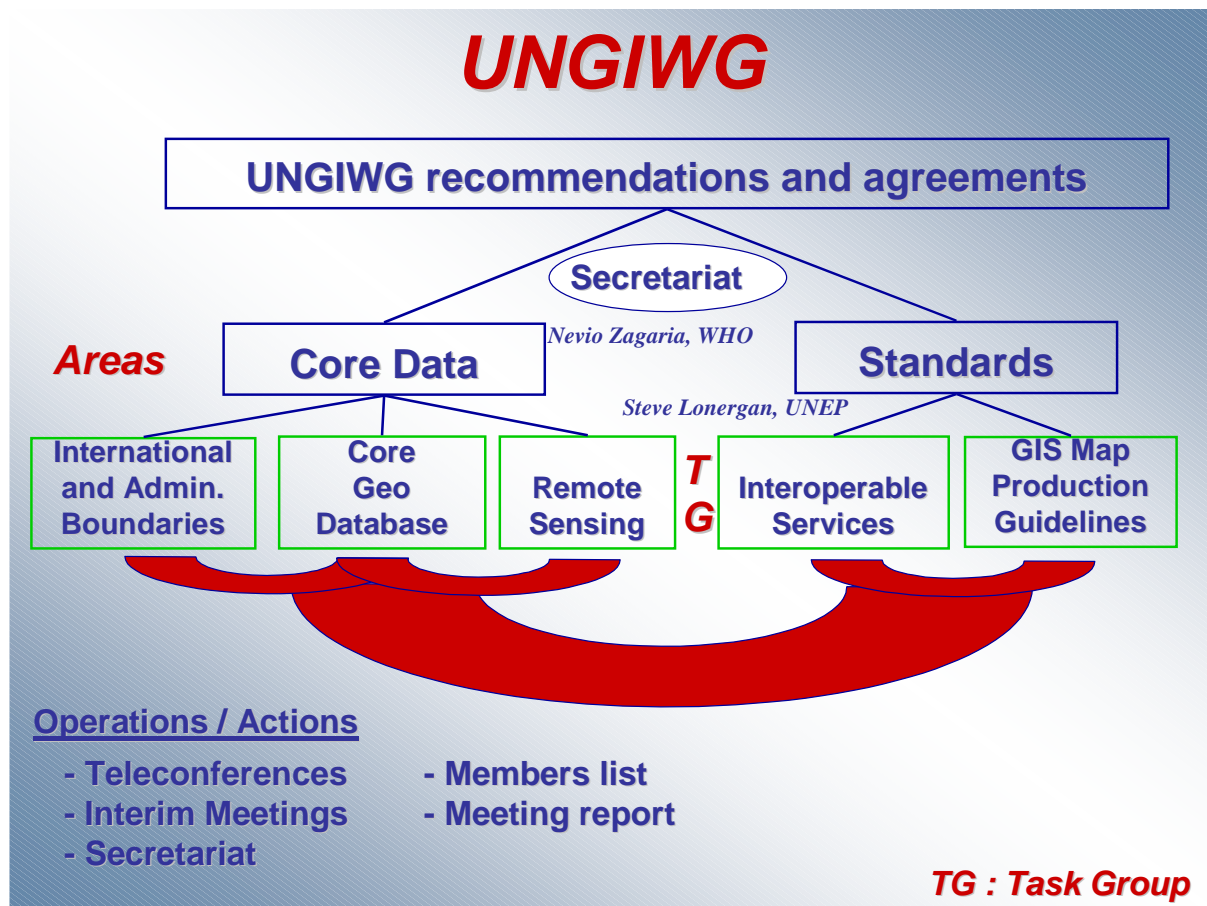 UNGIWG
UNGIWG recommendations and agreements
Secretariat
Nevio Zagaria, WHO
Areas
Core Data
Standards
Steve Lonergan, UNEP
International
and Admin.
Boundaries
Core
Geo
Database
Remote
Sensing
T
G
Interoperable
Services
GIS Map
Production
Guidelines
Operations / Actions
- Teleconferences
- Interim Meetings
- Secretariat
- Members list
- Meeting report
TG : Task Group